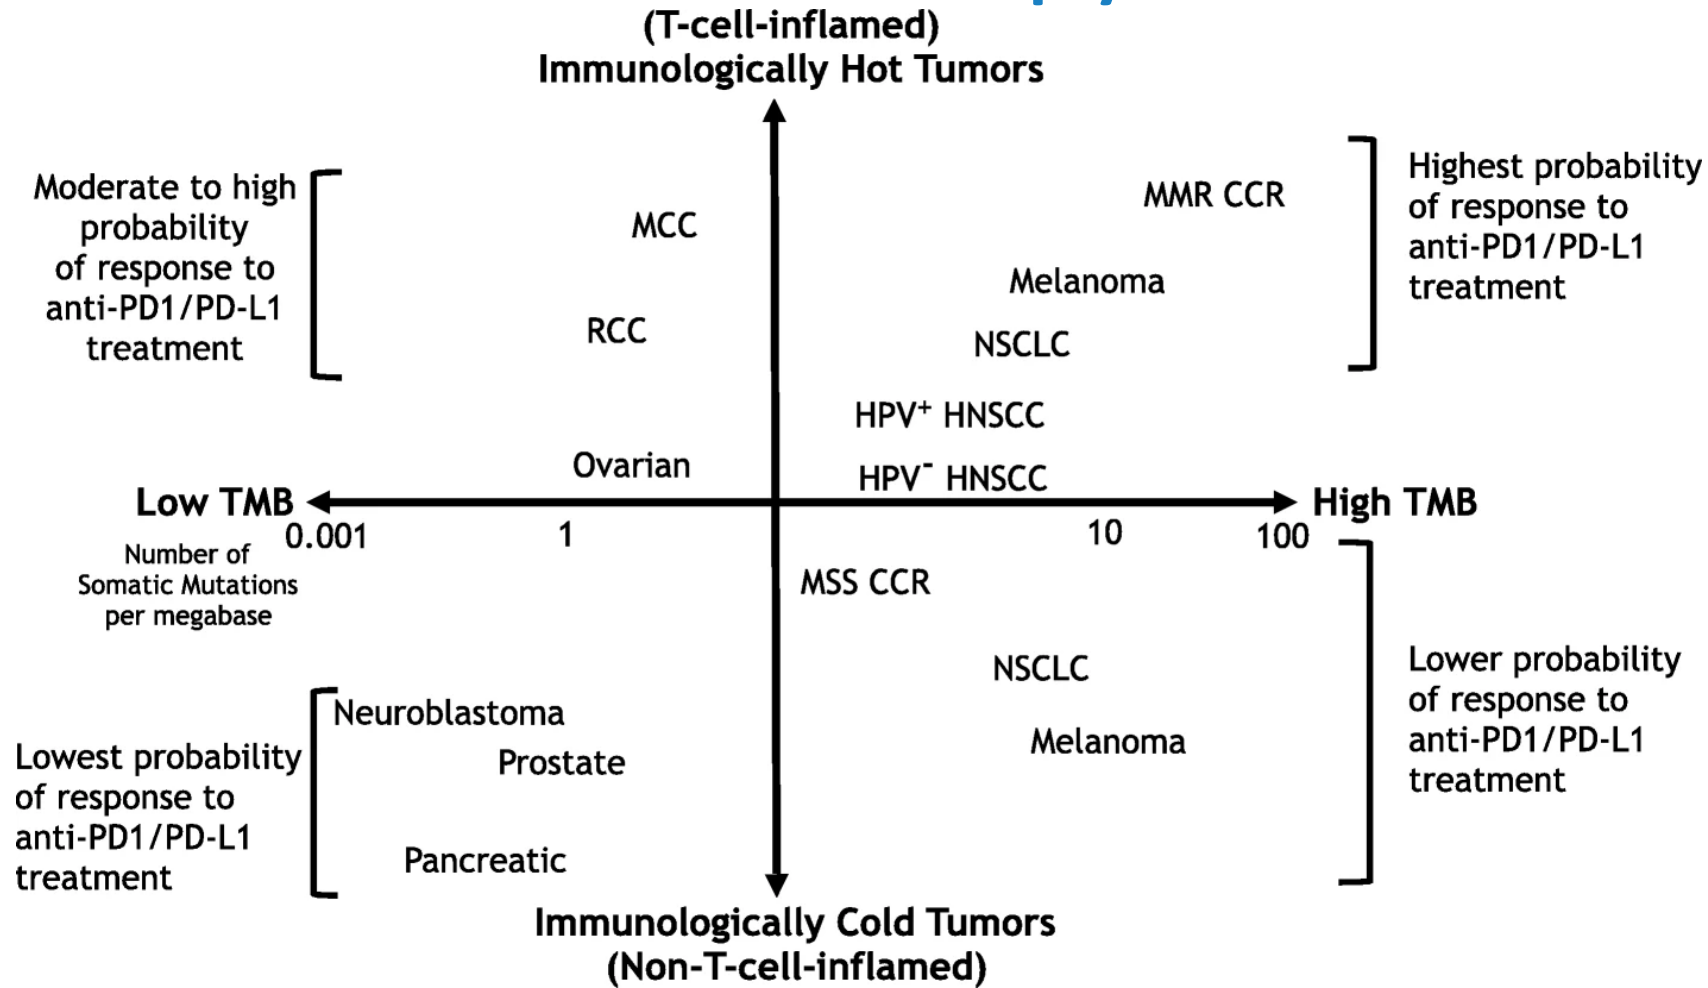 (T-cell-inflamed)
Immunologically Hot Tumors
Moderate to high
probability
of response to
anti-PD1/PD-L1
treatment
MCC
RCC
Ovarian
MMR CCR
Melanoma
NSCLC
HPV⁺ HNSCC
HPV⁻ HNSCC
Highest probability
of response to
anti-PD1/PD-L1
treatment
Low TMB
High TMB
0.001
1
10
100
Number of
Somatic Mutations
per megabase
MSS CCR
NSCLC
Melanoma
Neuroblastoma
Prostate
Pancreatic
Lowest probability
of response to
anti-PD1/PD-L1
treatment
Lower probability
of response to
anti-PD1/PD-L1
treatment
Immunologically Cold Tumors
(Non-T-cell-inflamed)